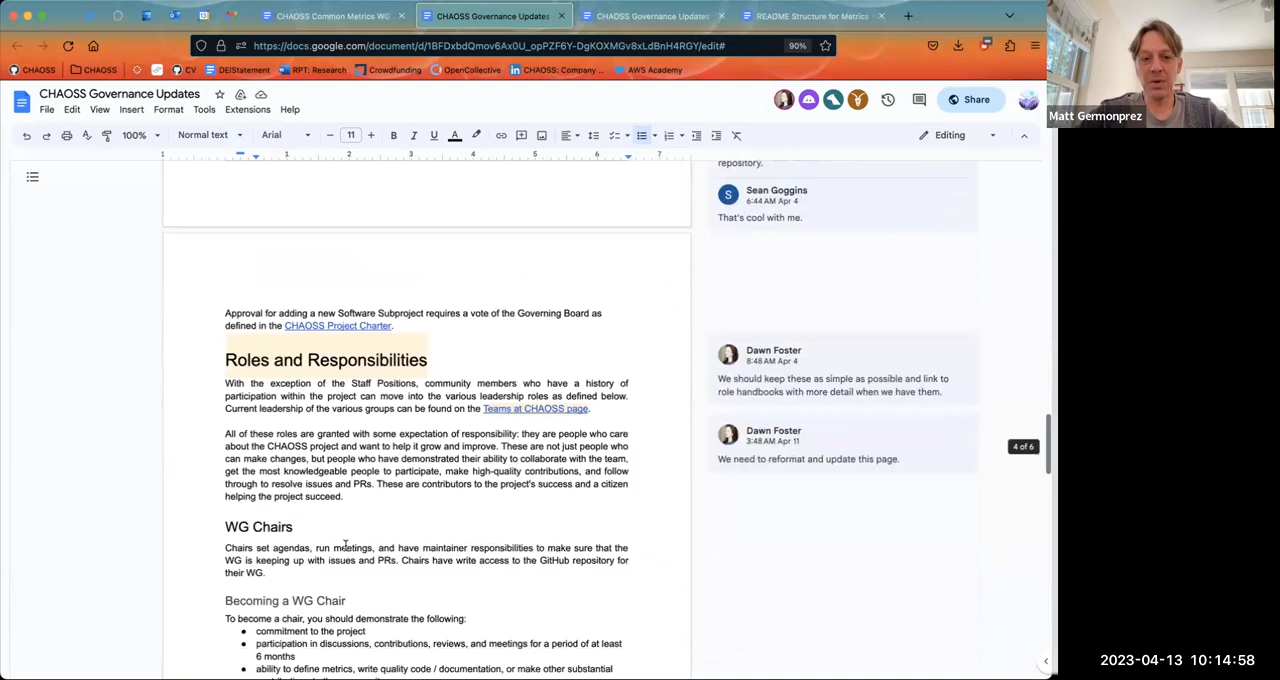 CHAOSS Common Metrics WG
CHAOSS Governance Updates
CHAOSS Governance Updates
README Structure for Metrics
https://docs.google.com/document/d/1BFDxbdQmov6Ax0U_opPZF6Y-DgKOXMGv8xLdBnH4RGY/edit#
90%
CHAOSS
CHAOSS
CV
DEIStatement
RPT: Research
Crowdfunding
OpenCollective
CHAOSS: Company ...
AWS Academy
CHAOSS Governance Updates
File Edit View Insert Format Tools Extensions Help
Share
100% Normal text Arial 11 B I U A Editing
1 1 2 3 4 5 6 7
repository.
Sean Goggins
6:44 AM Apr 4
That's cool with me.
Approval for adding a new Software Subproject requires a vote of the Governing Board as
defined in the CHAOSS Project Charter.
Roles and Responsibilities
With the exception of the Staff Positions, community members who have a history of
participation within the project can move into the various leadership roles as defined below.
Current leadership of the various groups can be found on the Teams at CHAOSS page.
All of these roles are granted with some expectation of responsibility: they are people who care
about the CHAOSS project and want to help it grow and improve. These are not just people who
can make changes, but people who have demonstrated their ability to collaborate with the team,
get the most knowledgeable people to participate, make high-quality contributions, and follow
through to resolve issues and PRs. These are contributors to the project's success and a citizen
helping the project succeed.
WG Chairs
Chairs set agendas, run meetings, and have maintainer responsibilities to make sure that the
WG is keeping up with issues and PRs. Chairs have write access to the GitHub repository for
their WG.
Becoming a WG Chair
To become a chair, you should demonstrate the following:
● commitment to the project
● participation in discussions, contributions, reviews, and meetings for a period of at least
6 months
● ability to define metrics, write quality code / documentation, or make other substantial
Dawn Foster
8:48 AM Apr 4
We should keep these as simple as possible and link to
role handbooks with more detail when we have them.
Dawn Foster
3:48 AM Apr 11
We need to reformat and update this page.
4 of 6
Matt Germonprez
2023-04-13 10:14:58